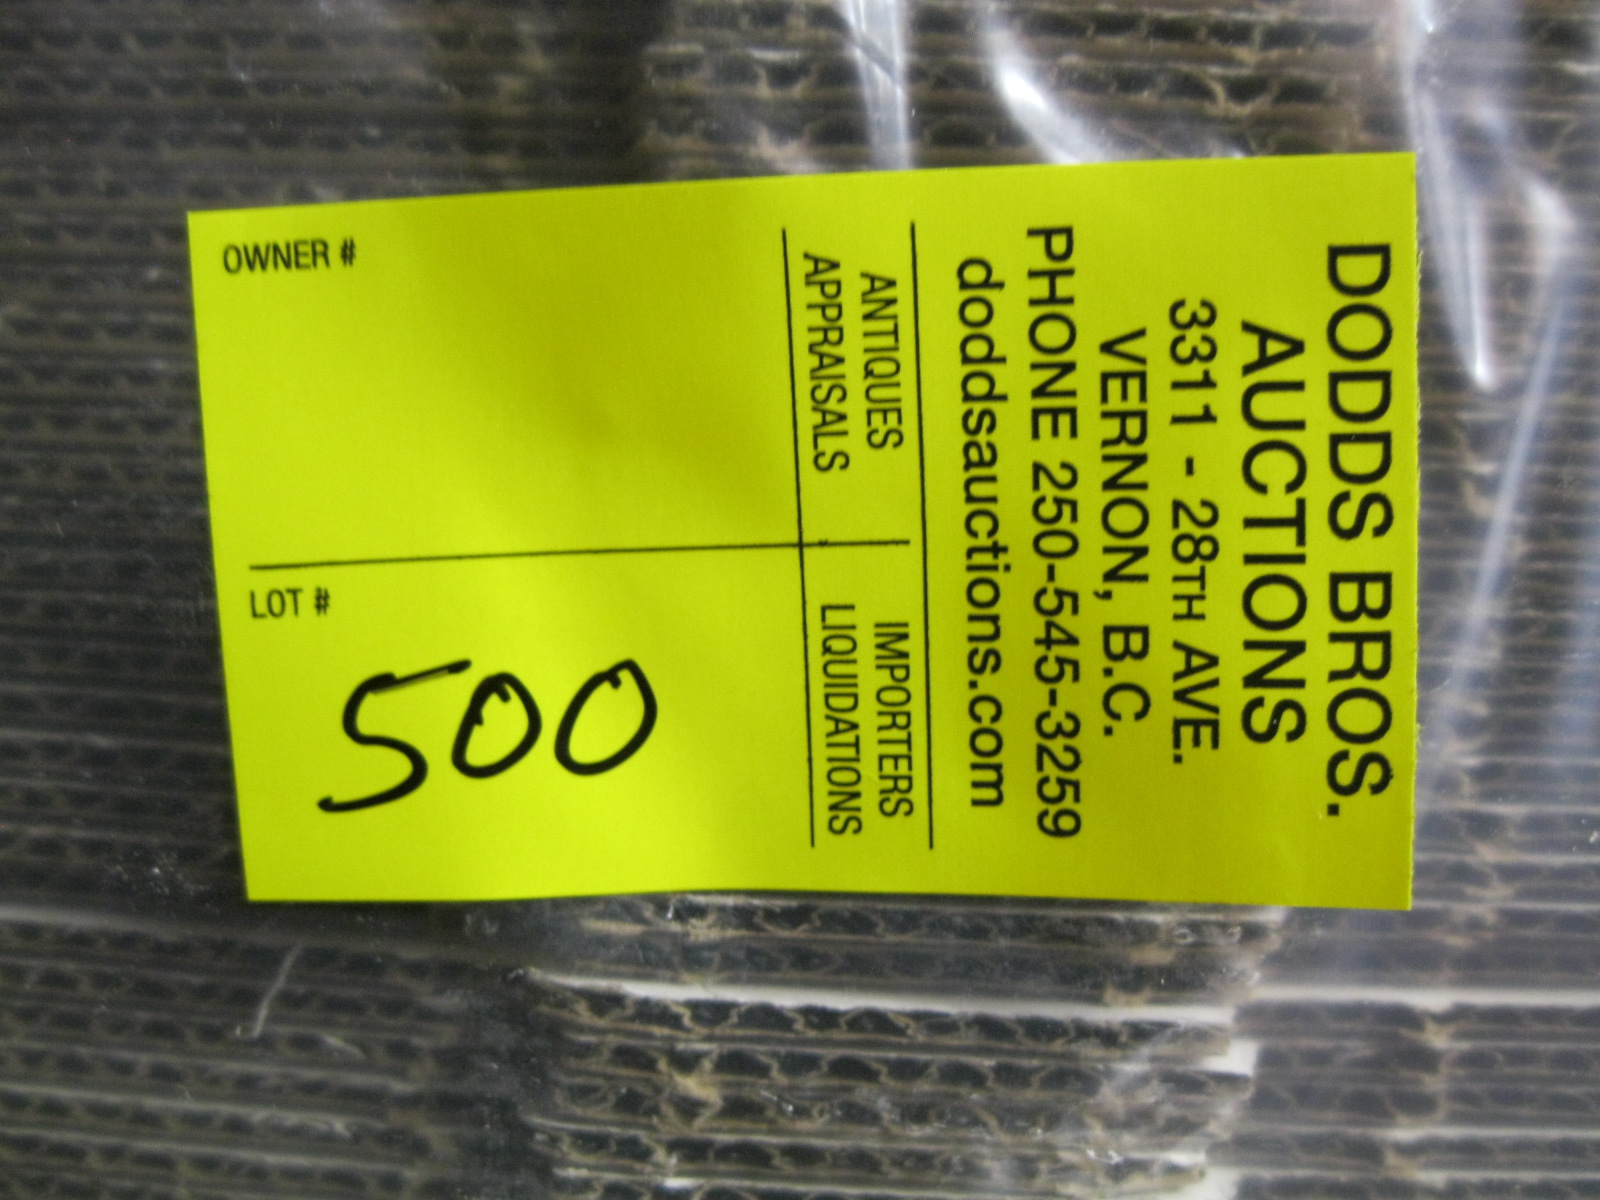 DODDS BROS.
AUCTIONS
3311 - 28TH AVE.
VERNON, B.C.
PHONE 250-545-3259
doddsauctions.com
ANTIQUES
APPRAISALS
IMPORTERS
LIQUIDATIONS
OWNER #
LOT #
500